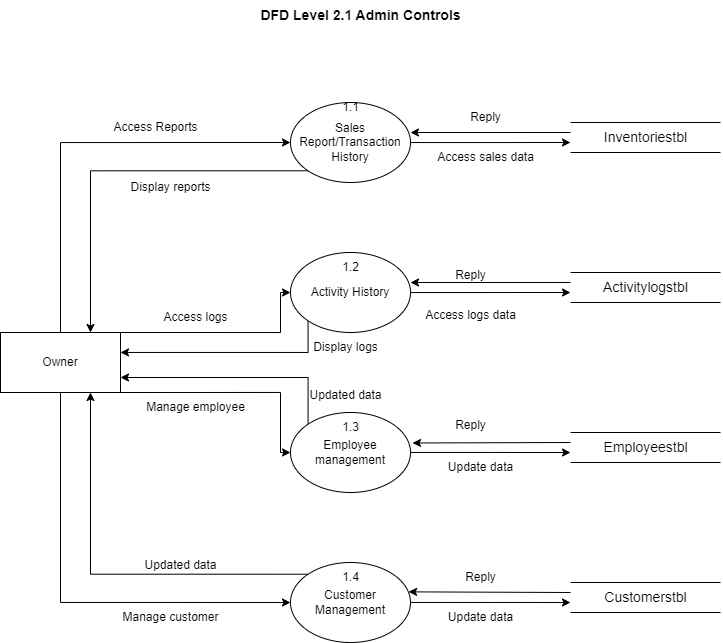 DFD Level 2.1 Admin Controls
1.1
Sales
Report/Transaction
History
Access Reports
Display reports
Reply
Access sales data
Inventoriestbl
1.2
Activity History
Access logs
Display logs
Reply
Access logs data
Activitylogstbl
Owner
Updated data
Manage employee
1.3
Employee
management
Reply
Update data
Employeestbl
Updated data
Manage customer
1.4
Customer
Management
Reply
Update data
Customerstbl